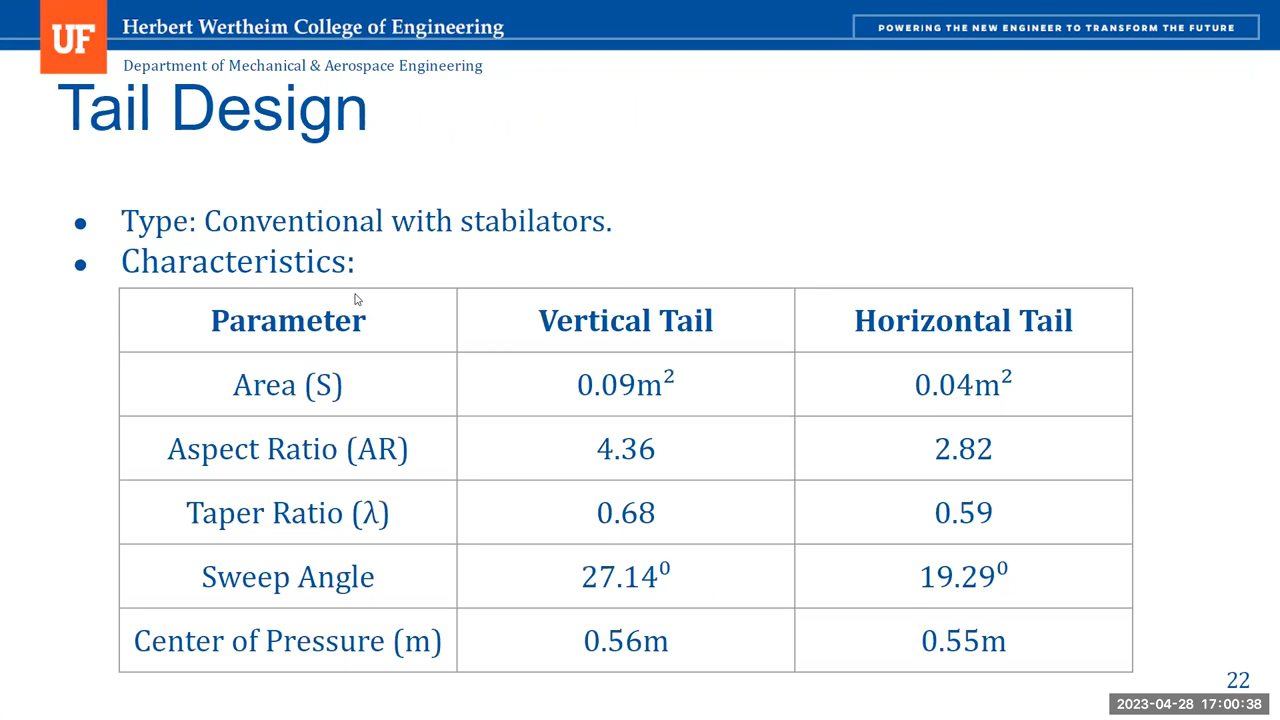 UF
Herbert Wertheim College of Engineering
POWERING THE NEW ENGINEER TO TRANSFORM THE FUTURE
Department of Mechanical & Aerospace Engineering
Tail Design
● Type: Conventional with stabilators.
● Characteristics:
Parameter Vertical Tail Horizontal Tail
Area (S) 0.09m² 0.04m²
Aspect Ratio (AR) 4.36 2.82
Taper Ratio (λ) 0.68 0.59
Sweep Angle 27.14⁰ 19.29⁰
Center of Pressure (m) 0.56m 0.55m
22
2023-04-28 17:00:38